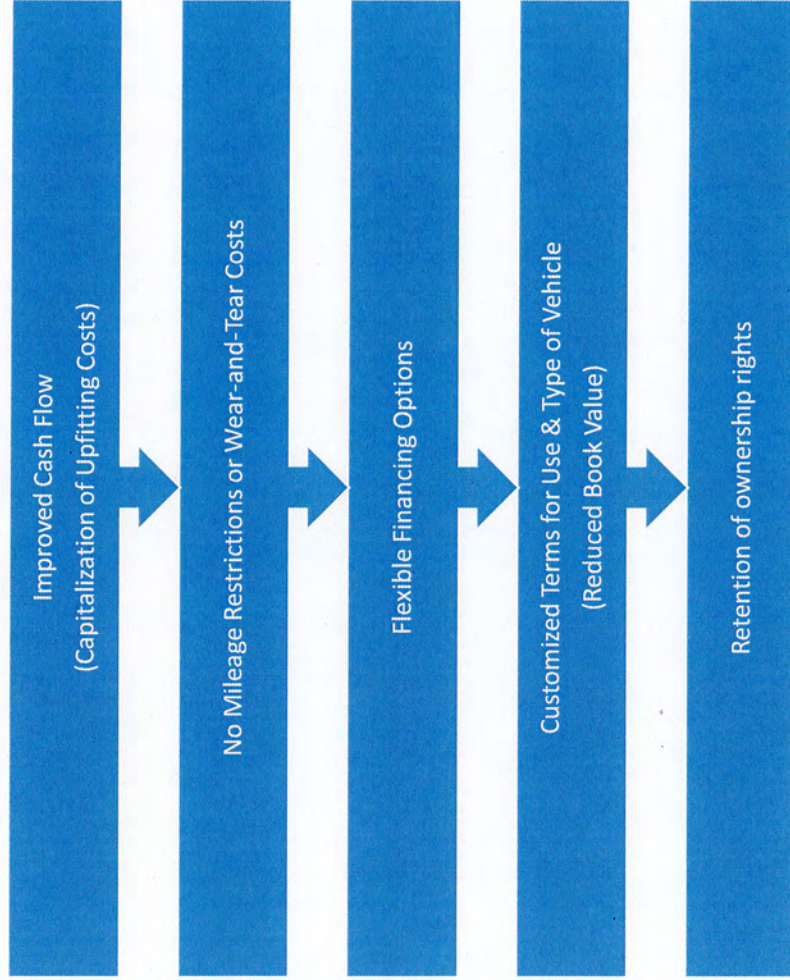 Improved Cash Flow
(Capitalization of Upfitting Costs)
No Mileage Restrictions or Wear-and-Tear Costs
Flexible Financing Options
Customized Terms for Use & Type of Vehicle
(Reduced Book Value)
Retention of ownership rights